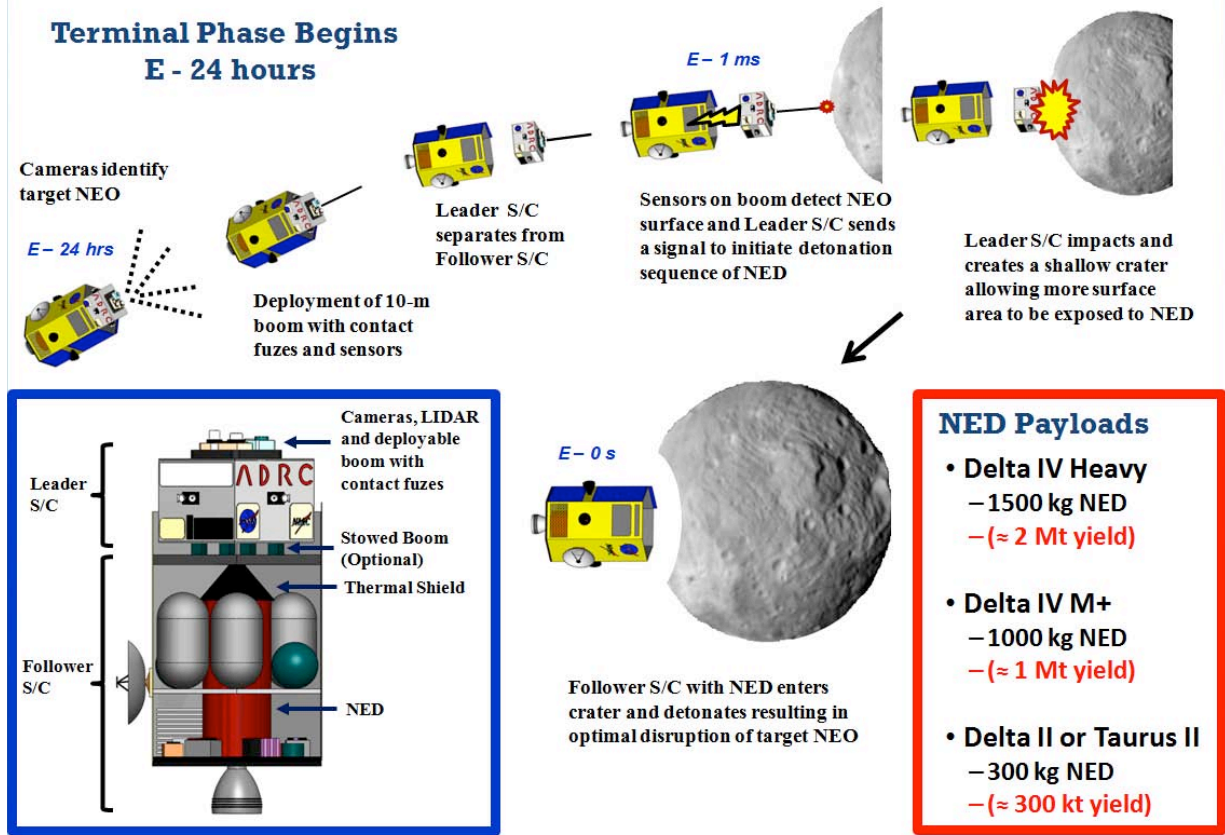 Terminal Phase Begins
E - 24 hours
Cameras identify
target NEO
E – 24 hrs
ADRC
Deployment of 10-m
boom with contact
fuzes and sensors
ADRC
Leader S/C
separates from
Follower S/C
ADRC
E – 1 ms
ADRC
Sensors on boom detect NEO
surface and Leader S/C sends
a signal to initiate detonation
sequence of NED
ADRC
Leader S/C impacts and
creates a shallow crater
allowing more surface
area to be exposed to NED
Leader
S/C
Cameras, LIDAR
and deployable
boom with
contact fuzes
ADRC
Stowed Boom
(Optional)
Thermal Shield
Follower
S/C
NED
E – 0 s
Follower S/C with NED enters
crater and detonates resulting in
optimal disruption of target NEO
NED Payloads
• Delta IV Heavy
–1500 kg NED
–(≈ 2 Mt yield)
• Delta IV M+
–1000 kg NED
–(≈ 1 Mt yield)
• Delta II or Taurus II
–300 kg NED
–(≈ 300 kt yield)